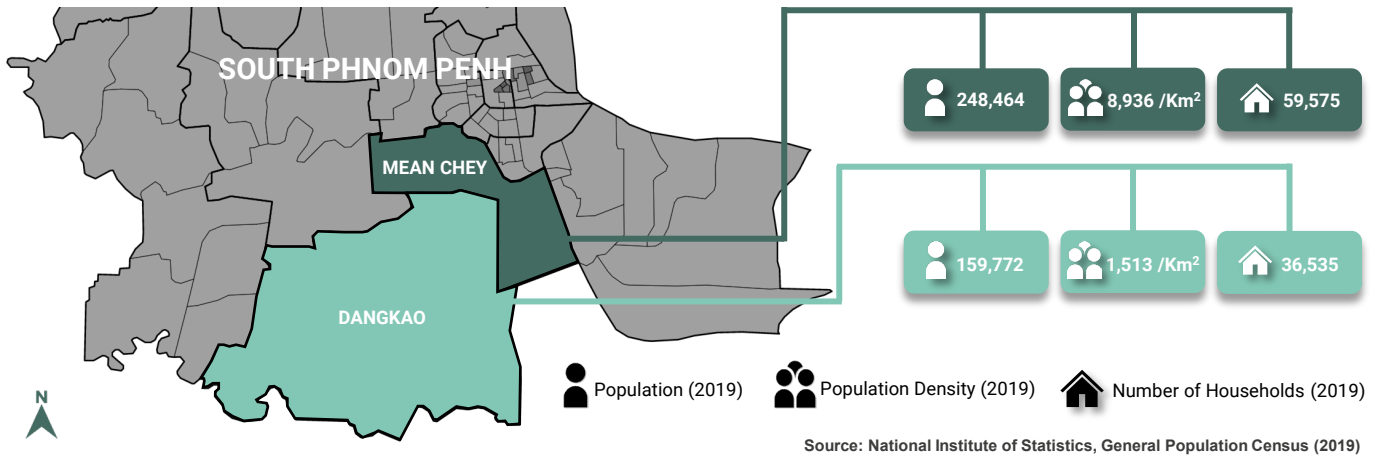 SOUTH PHNOM PENH
248,464
8,936 /Km²
59,575
MEAN CHEY
159,772
1,513 /Km²
36,535
DANGKAO
Population (2019)
Population Density (2019)
Number of Households (2019)
N
Source: National Institute of Statistics, General Population Census (2019)